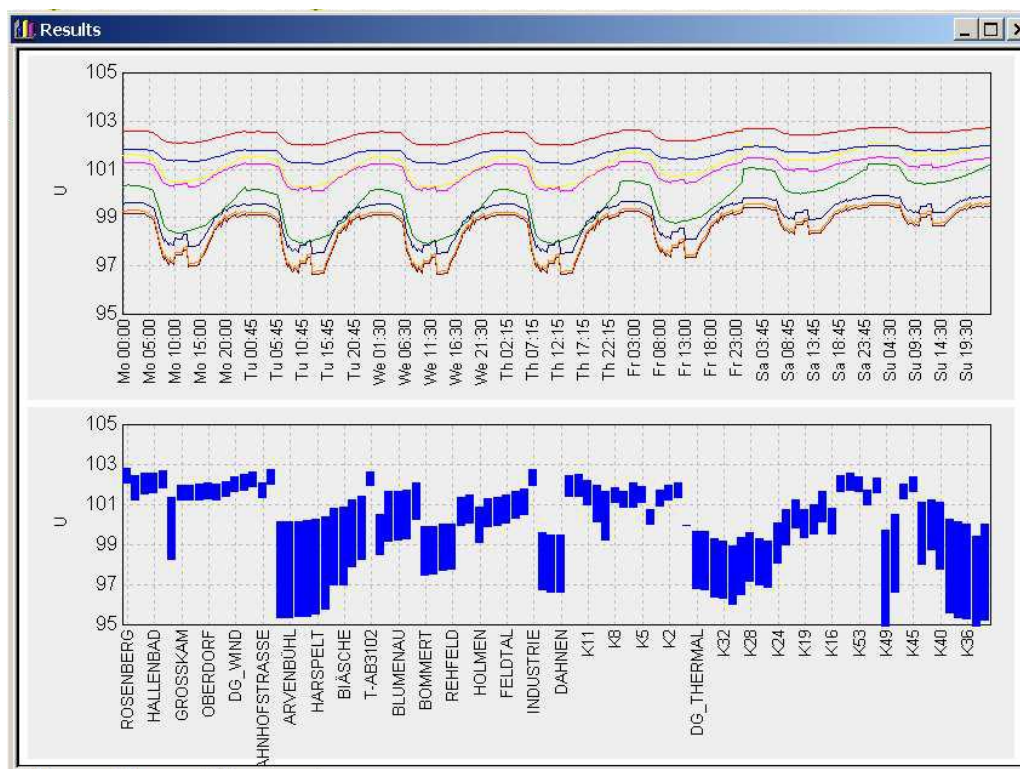 Results
105
103
101
99
97
95
U
Mo 00:00
Mo 05:00
Mo 10:00
Mo 15:00
Mo 20:00
Tu 00:45
Tu 05:45
Tu 10:45
Tu 15:45
Tu 20:45
We 01:30
We 06:30
We 11:30
We 16:30
We 21:30
Th 02:15
Th 07:15
Th 12:15
Th 17:15
Th 22:15
Fr 03:00
Fr 08:00
Fr 13:00
Fr 18:00
Fr 23:00
Sa 03:45
Sa 08:45
Sa 13:45
Sa 18:45
Sa 23:45
Su 04:30
Su 09:30
Su 14:30
Su 19:30
105
103
101
99
97
95
U
ROSENBERG
HALLENBAD
GROSSKAM
OBERDORF
DG_WIND
AHNHOFSTRASSE
ARVENBÜHL
HARSPELT
BIÄSCHE
T-AB3102
BLUMENAU
BOMMERT
REHFELD
HOLMEN
FELDTAL
INDUSTRIE
DAHNEN
K11
K8
K5
K2
DG_THERMAL
K32
K28
K24
K19
K16
K53
K49
K45
K40
K36